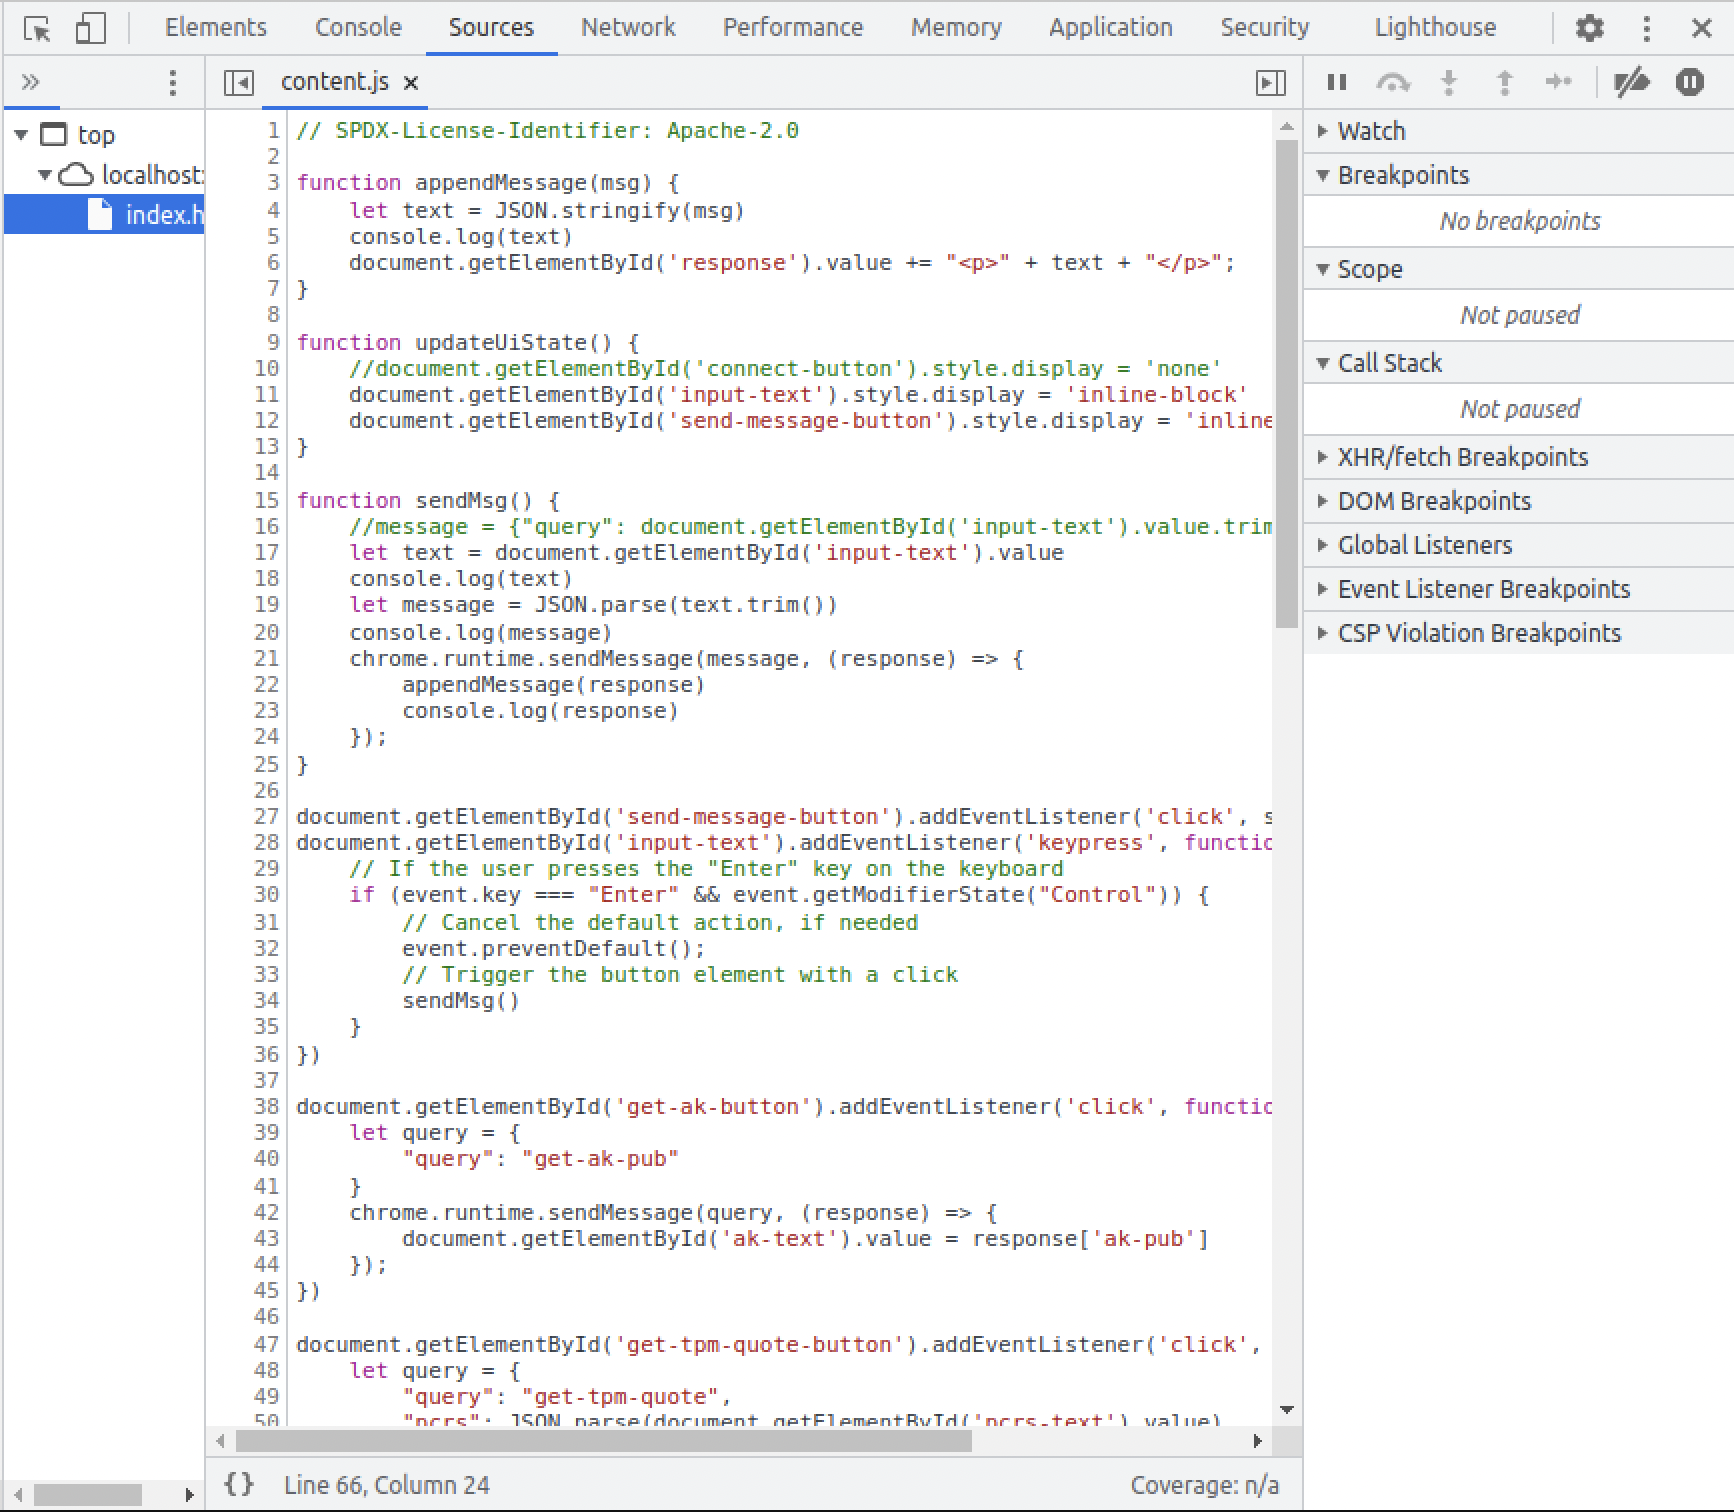 Elements Console Sources Network Performance Memory Application Security Lighthouse
content.js
top
localhost:
index.h
1 // SPDX-License-Identifier: Apache-2.0
2
3 function appendMessage(msg) {
4     let text = JSON.stringify(msg)
5     console.log(text)
6     document.getElementById('response').value += "<p>" + text + "</p>";
7 }
8
9 function updateUiState() {
10     //document.getElementById('connect-button').style.display = 'none'
11     document.getElementById('input-text').style.display = 'inline-block'
12     document.getElementById('send-message-button').style.display = 'inline
13 }
14
15 function sendMsg() {
16     //message = {"query": document.getElementById('input-text').value.trim
17     let text = document.getElementById('input-text').value
18     console.log(text)
19     let message = JSON.parse(text.trim())
20     console.log(message)
21     chrome.runtime.sendMessage(message, (response) => {
22         appendMessage(response)
23         console.log(response)
24     });
25 }
26
27 document.getElementById('send-message-button').addEventListener('click', s
28 document.getElementById('input-text').addEventListener('keypress', functio
29     // If the user presses the "Enter" key on the keyboard
30     if (event.key === "Enter" && event.getModifierState("Control")) {
31         // Cancel the default action, if needed
32         event.preventDefault();
33         // Trigger the button element with a click
34         sendMsg()
35     }
36 })
37
38 document.getElementById('get-ak-button').addEventListener('click', functio
39     let query = {
40         "query": "get-ak-pub"
41     }
42     chrome.runtime.sendMessage(query, (response) => {
43         document.getElementById('ak-text').value = response['ak-pub']
44     });
45 })
46
47 document.getElementById('get-tpm-quote-button').addEventListener('click',
48     let query = {
49         "query": "get-tpm-quote",
50         "pcrs": JSON.parse(document.getElementById('pcrs-text').value)
{} Line 66, Column 24
Coverage: n/a
Watch
Breakpoints
No breakpoints
Scope
Not paused
Call Stack
Not paused
XHR/fetch Breakpoints
DOM Breakpoints
Global Listeners
Event Listener Breakpoints
CSP Violation Breakpoints